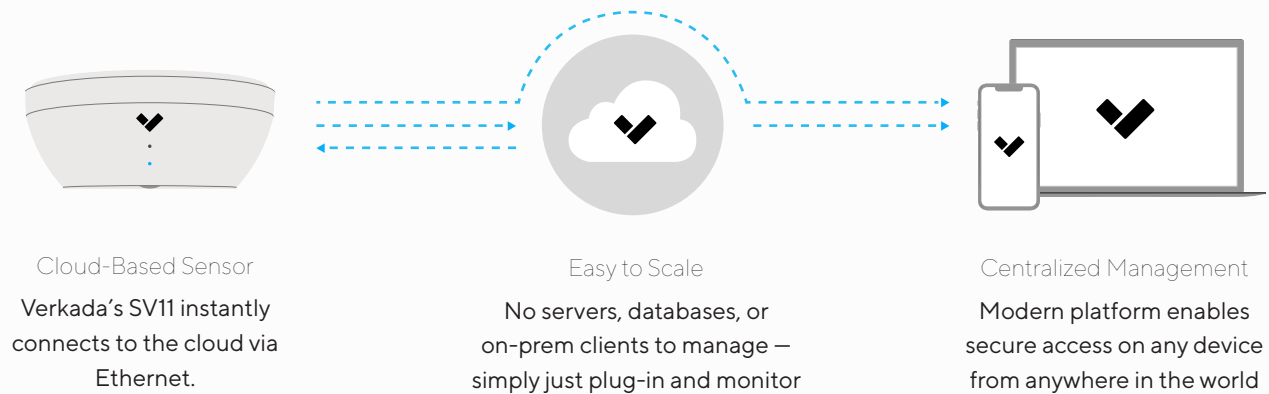 Cloud-Based Sensor
Verkada’s SV11 instantly
connects to the cloud via
Ethernet.
Easy to Scale
No servers, databases, or
on-prem clients to manage —
simply just plug-in and monitor
Centralized Management
Modern platform enables
secure access on any device
from anywhere in the world